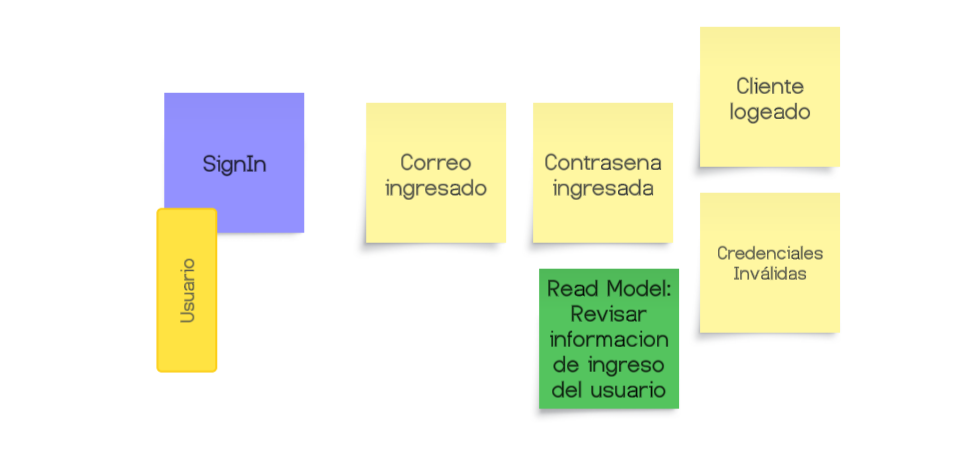 SignIn
Usuario
Correo
ingresado
Contrasena
ingresada
Cliente
logeado
Credenciales
Inválidas
Read Model:
Revisar
informacion
de ingreso
del usuario